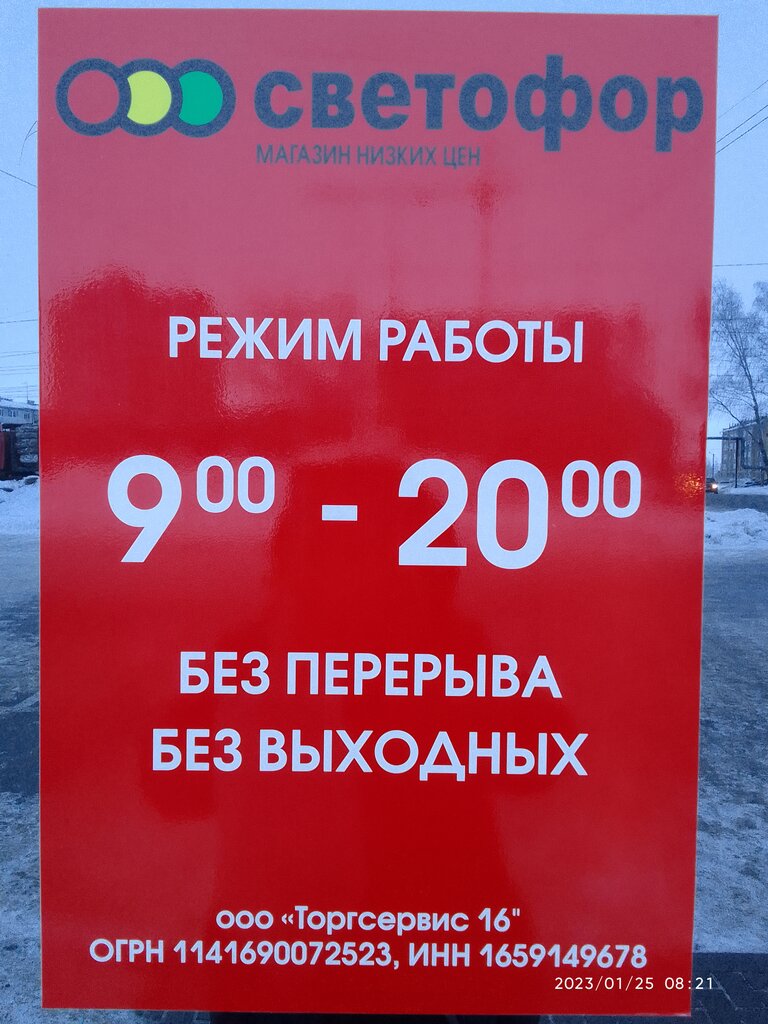 светофор
МАГАЗИН НИЗКИХ ЦЕН
РЕЖИМ РАБОТЫ
9⁰⁰ - 20⁰⁰
БЕЗ ПЕРЕРЫВА
БЕЗ ВЫХОДНЫХ
ооо «Торгсервис 16"
ОГРН 1141690072523, ИНН 1659149678
2023/01/25 08:21